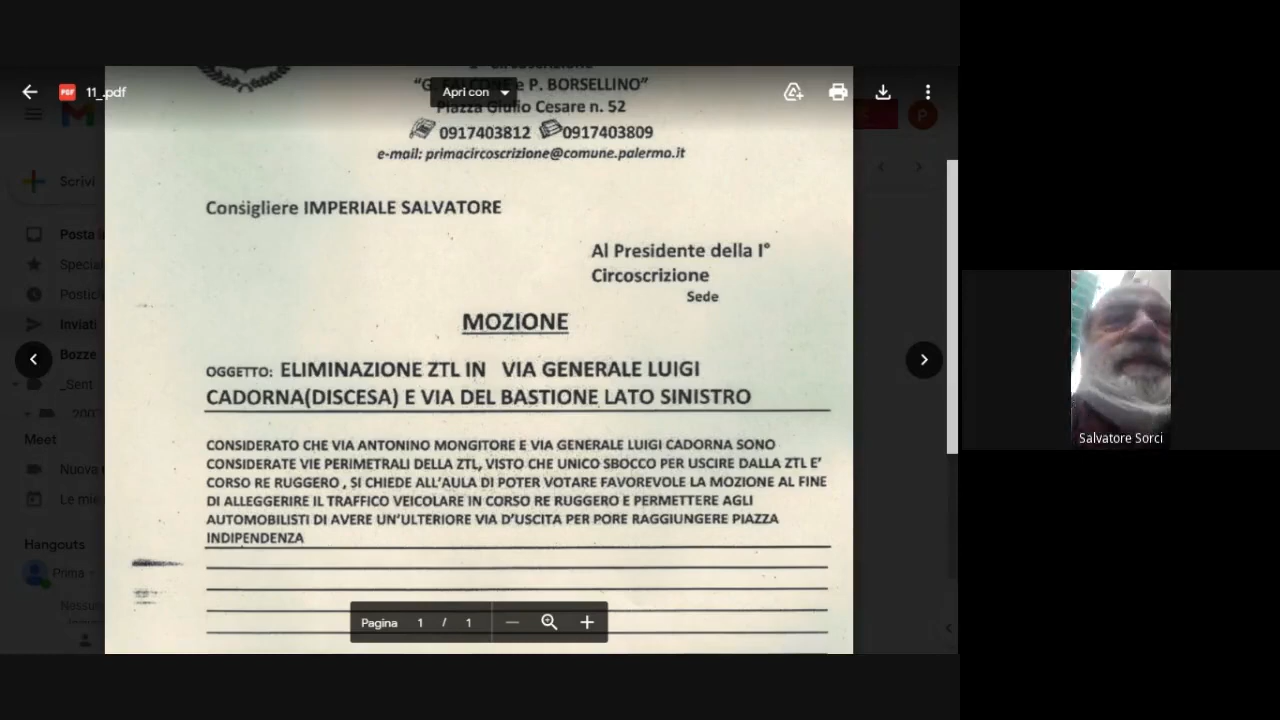 11_.pdf
Apri con
"G. FALCONE e P. BORSELLINO"
Piazza Giulio Cesare n. 52
0917403812 0917403809
e-mail: primacircoscrizione@comune.palermo.it
Consigliere IMPERIALE SALVATORE
Al Presidente della I°
Circoscrizione
Sede
MOZIONE
OGGETTO: ELIMINAZIONE ZTL IN VIA GENERALE LUIGI
CADORNA(DISCESA) E VIA DEL BASTIONE LATO SINISTRO
CONSIDERATO CHE VIA ANTONINO MONGITORE E VIA GENERALE LUIGI CADORNA SONO
CONSIDERATE VIE PERIMETRALI DELLA ZTL, VISTO CHE UNICO SBOCCO PER USCIRE DALLA ZTL E'
CORSO RE RUGGERO , SI CHIEDE ALL'AULA DI POTER VOTARE FAVOREVOLE LA MOZIONE AL FINE
DI ALLEGGERIRE IL TRAFFICO VEICOLARE IN CORSO RE RUGGERO E PERMETTERE AGLI
AUTOMOBILISTI DI AVERE UN'ULTERIORE VIA D'USCITA PER PORE RAGGIUNGERE PIAZZA
INDIPENDENZA
Pagina 1 / 1
Scrivi
Posta
Inviati
Bozze
_Sent
Meet
Nuova
Le mie
Hangouts
Prima
P
Salvatore Sorci